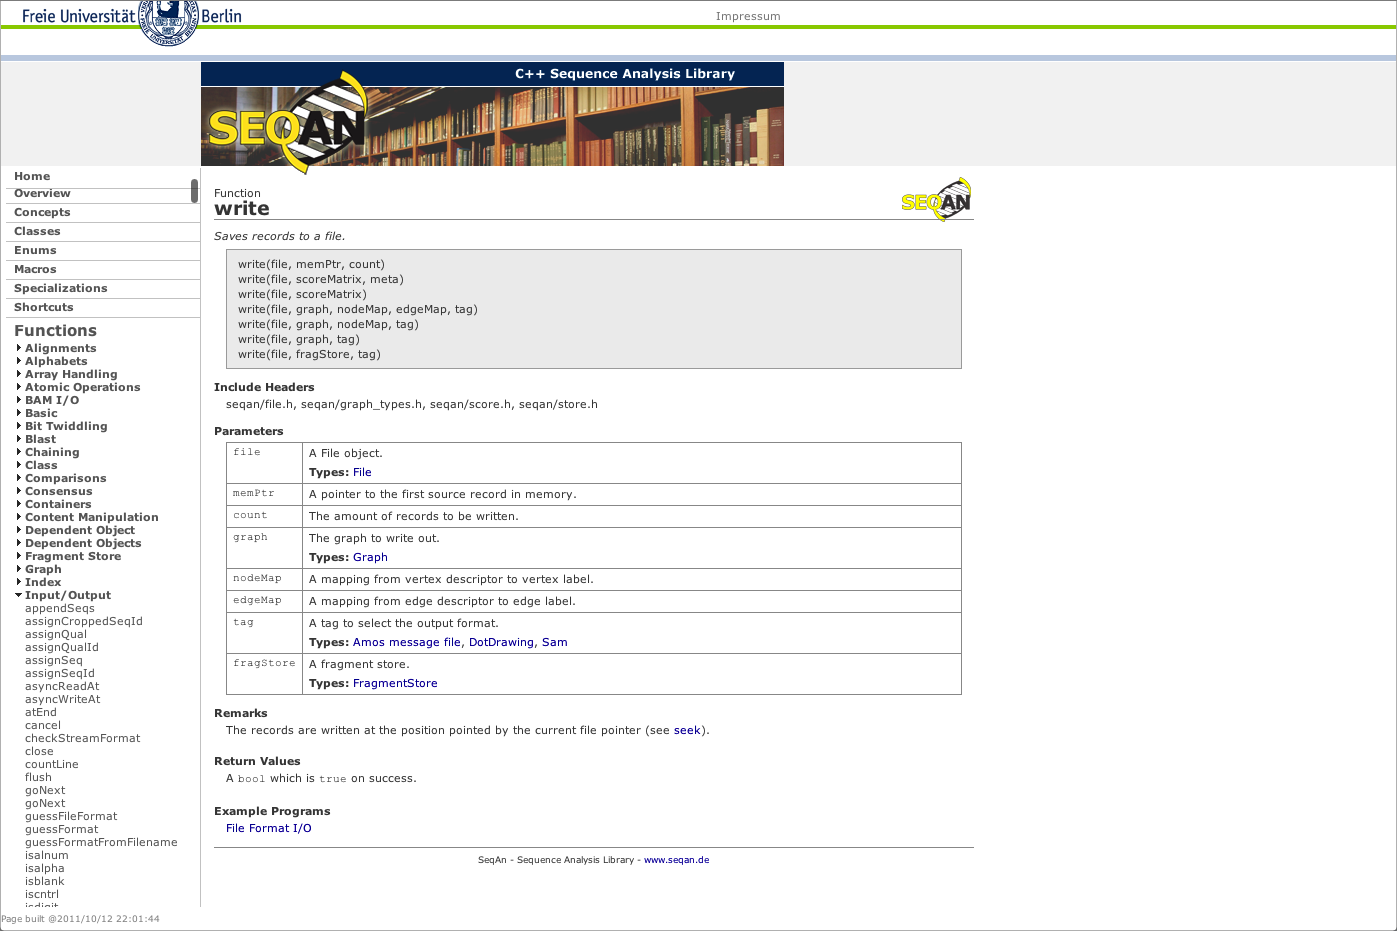 Freie Universität Berlin
Impressum
C++ Sequence Analysis Library
SEQAN
Home
Overview
Concepts
Classes
Enums
Macros
Specializations
Shortcuts
Functions
Alignments
Alphabets
Array Handling
Atomic Operations
BAM I/O
Basic
Bit Twiddling
Blast
Chaining
Class
Comparisons
Consensus
Containers
Content Manipulation
Dependent Object
Dependent Objects
Fragment Store
Graph
Index
Input/Output
appendSeqs
assignCroppedSeqId
assignQual
assignQualId
assignSeq
assignSeqId
asyncReadAt
asyncWriteAt
atEnd
cancel
checkStreamFormat
close
countLine
flush
goNext
goNext
guessFileFormat
guessFormat
guessFormatFromFilename
isalnum
isalpha
isblank
iscntrl
isdigit
Page built @2011/10/12 22:01:44
Function
write
SEQAN
Saves records to a file.
write(file, memPtr, count)
write(file, scoreMatrix, meta)
write(file, scoreMatrix)
write(file, graph, nodeMap, edgeMap, tag)
write(file, graph, nodeMap, tag)
write(file, graph, tag)
write(file, fragStore, tag)
Include Headers
seqan/file.h, seqan/graph_types.h, seqan/score.h, seqan/store.h
Parameters
file A File object.
Types: File
memPtr A pointer to the first source record in memory.
count The amount of records to be written.
graph The graph to write out.
Types: Graph
nodeMap A mapping from vertex descriptor to vertex label.
edgeMap A mapping from edge descriptor to edge label.
tag A tag to select the output format.
Types: Amos message file, DotDrawing, Sam
fragStore A fragment store.
Types: FragmentStore
Remarks
The records are written at the position pointed by the current file pointer (see seek).
Return Values
A bool which is true on success.
Example Programs
File Format I/O
SeqAn - Sequence Analysis Library - www.seqan.de